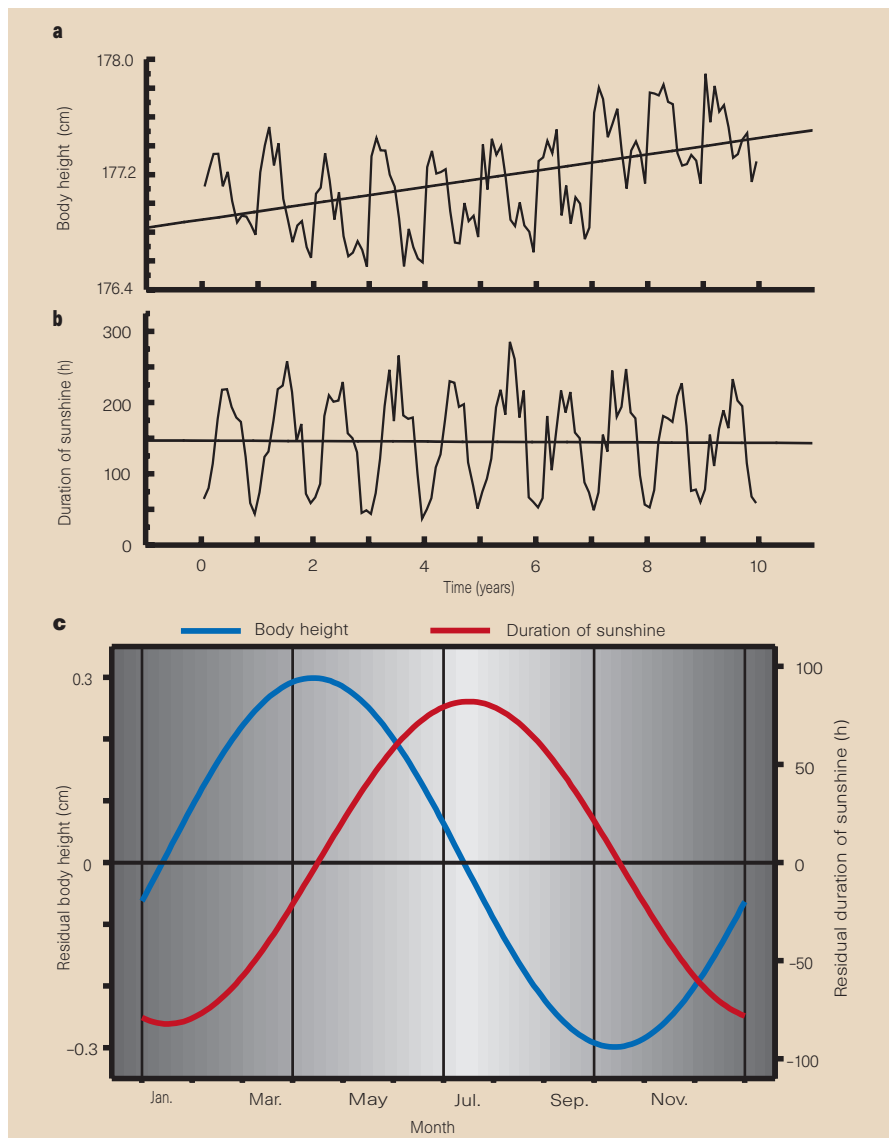 a
178.0
177.2
176.4
Body height (cm)
b
300
200
100
0
Duration of sunshine (h)
0 2 4 6 8 10
Time (years)
c
Body height Duration of sunshine
0.3
0
–0.3
Residual body height (cm)
100
50
0
–50
–100
Residual duration of sunshine (h)
Jan. Mar. May Jul. Sep. Nov.
Month